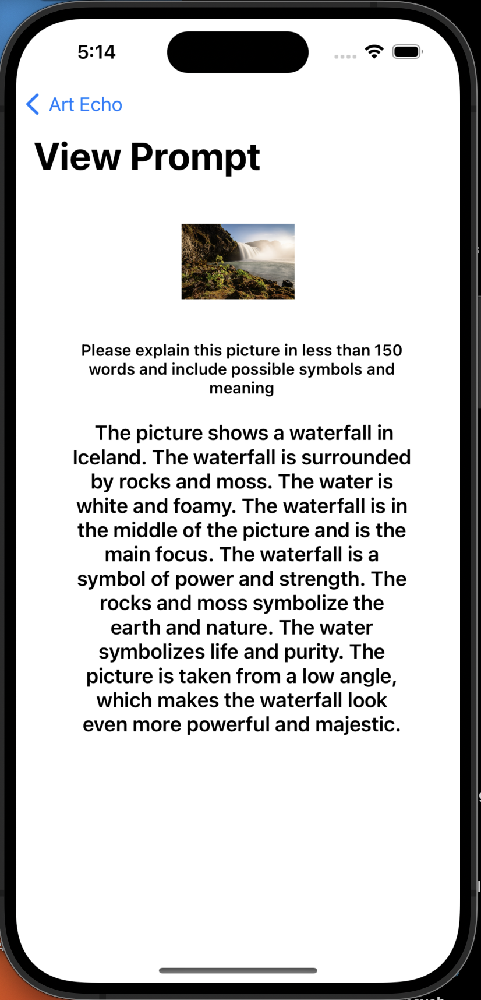 5:14
Art Echo
View Prompt
Please explain this picture in less than 150
words and include possible symbols and
meaning
The picture shows a waterfall in
Iceland. The waterfall is surrounded
by rocks and moss. The water is
white and foamy. The waterfall is in
the middle of the picture and is the
main focus. The waterfall is a
symbol of power and strength. The
rocks and moss symbolize the
earth and nature. The water
symbolizes life and purity. The
picture is taken from a low angle,
which makes the waterfall look
even more powerful and majestic.